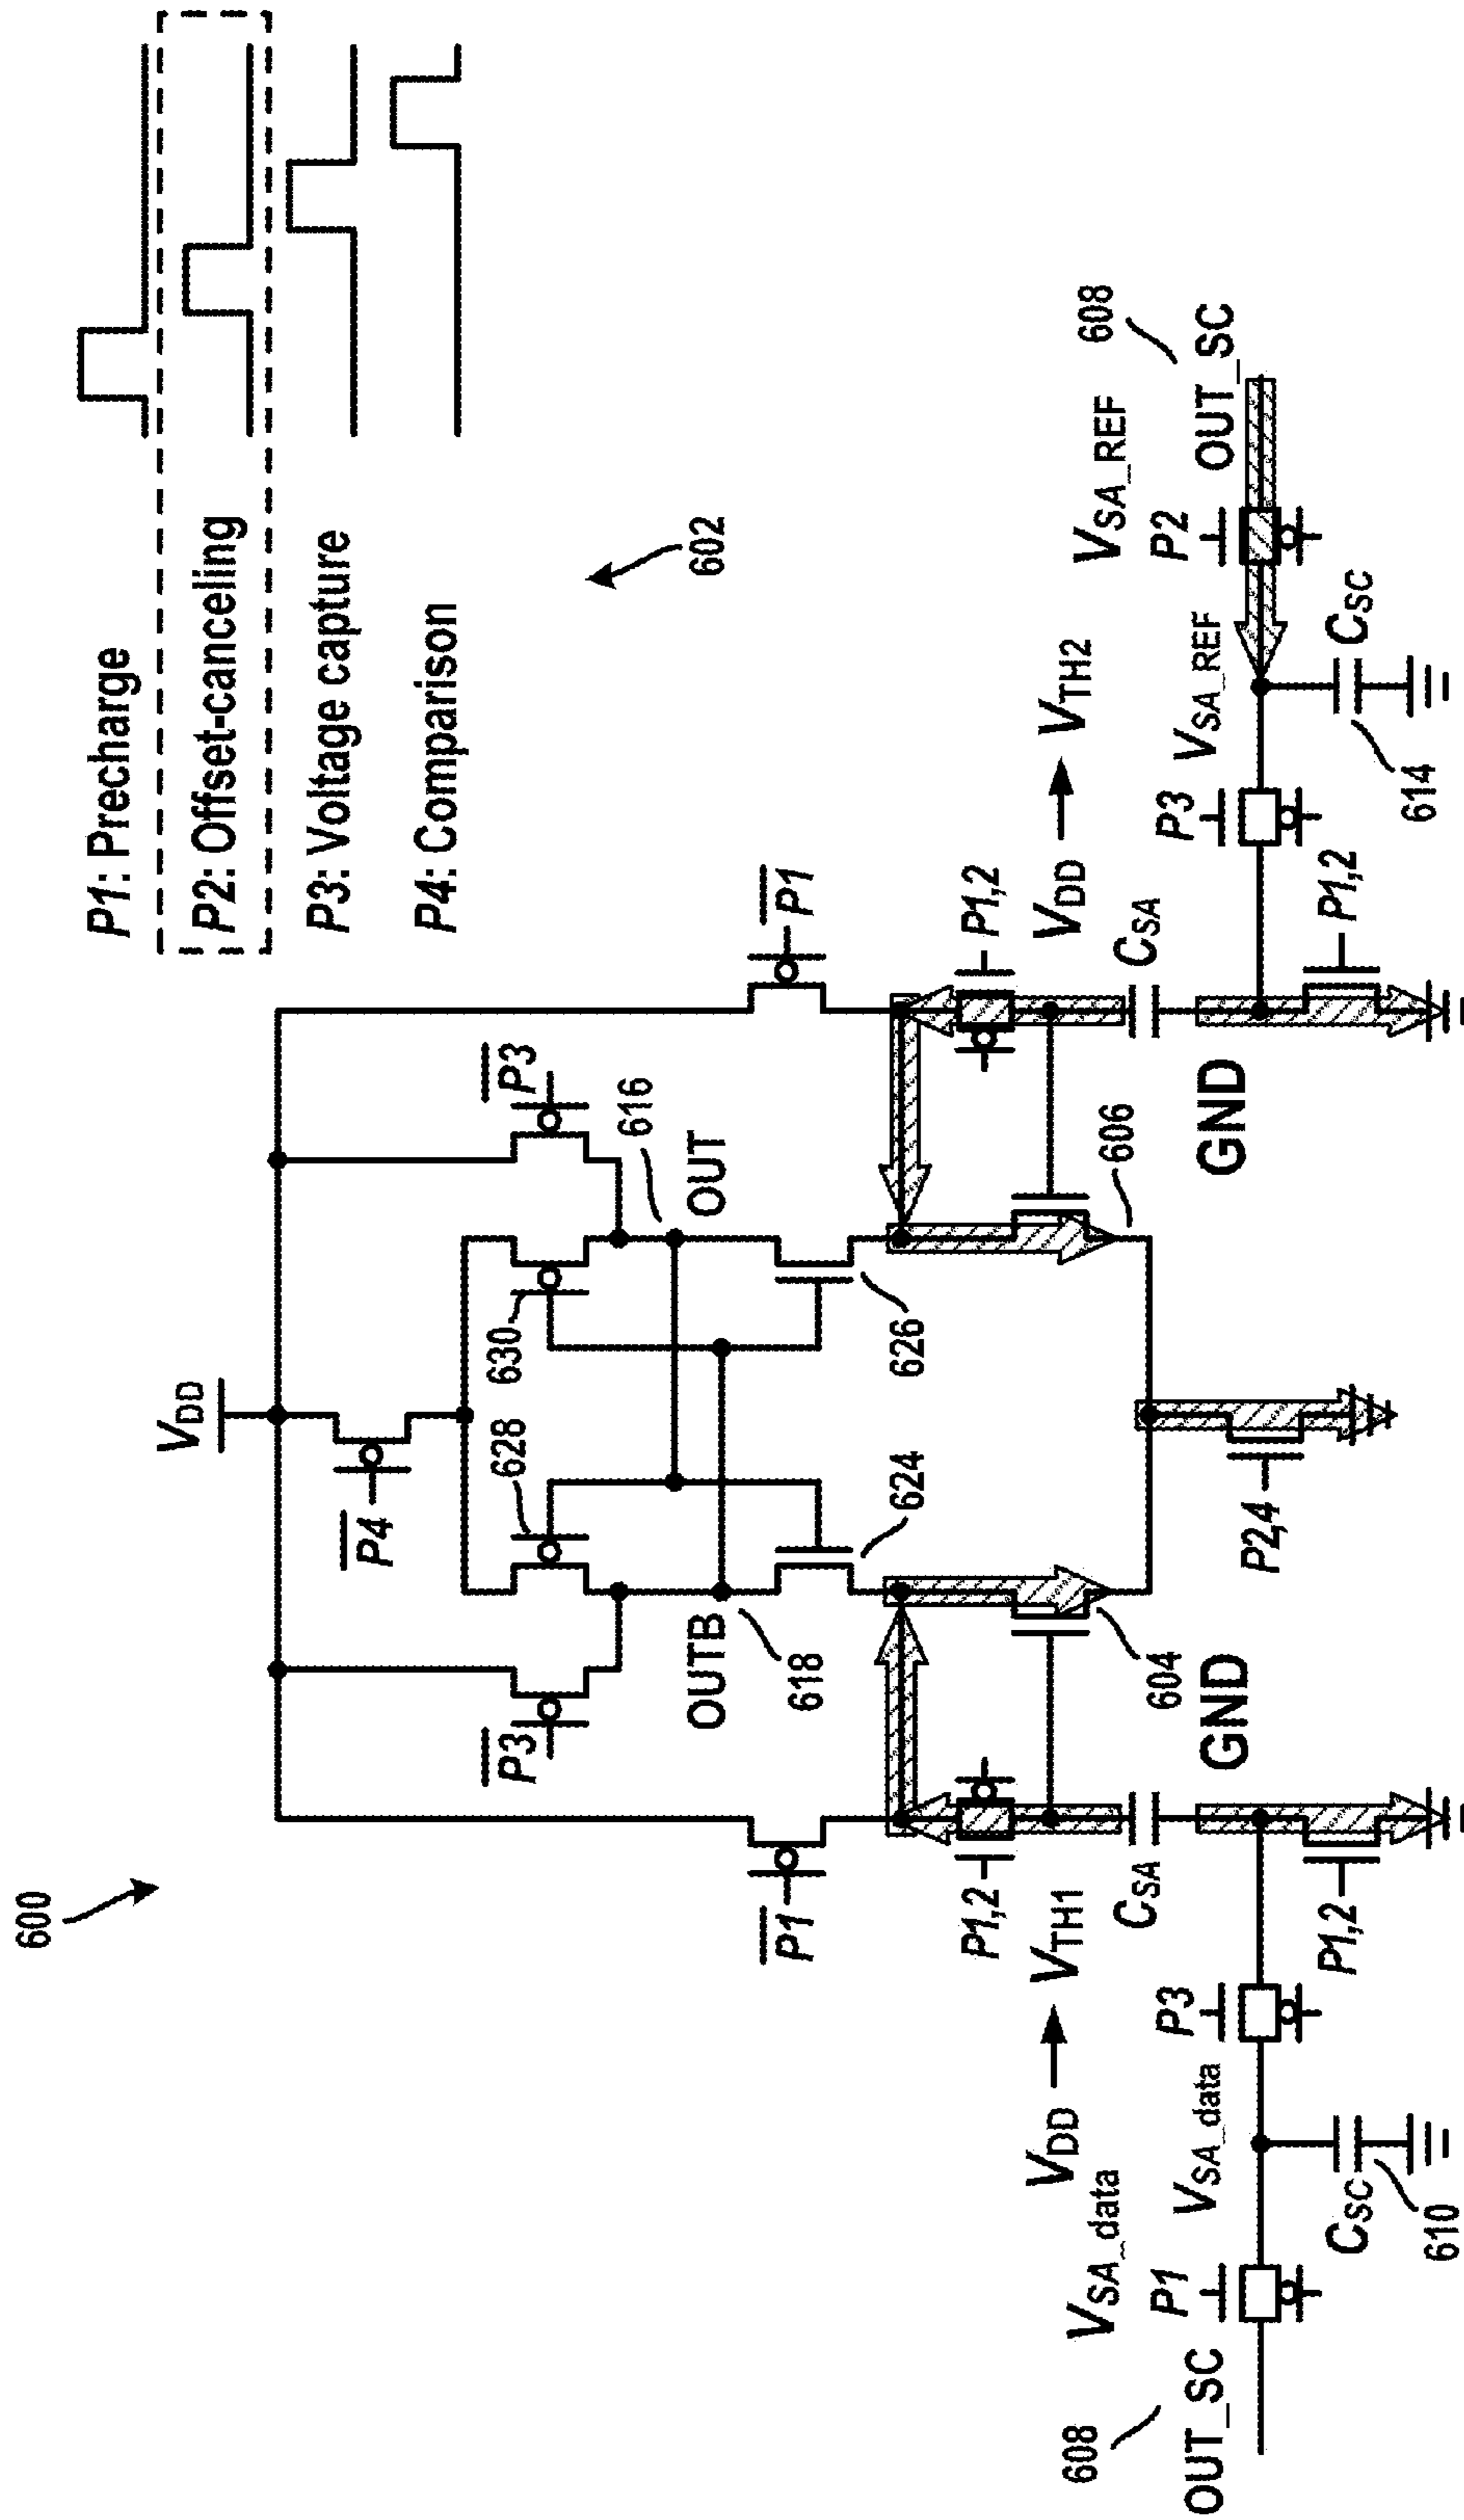 600
P1: Precharge
P2: Offset-canceling
P3: Voltage capture
P4: Comparison
602
VDD
P4
P3
P3
628
630
616
OUTB
OUT
618
P1
P1
624
626
P1,2
P1,2
VDD → VTH1
VDD → VTH2
CSA
CSA
604
606
GND
GND
P2,4
VSA_data
VSA_REF
608
608
OUT_SC
P1
VSA_data
P3
P3
VSA_REF
P2
OUT_SC
CSC
P1,2
P1,2
CSC
610
614